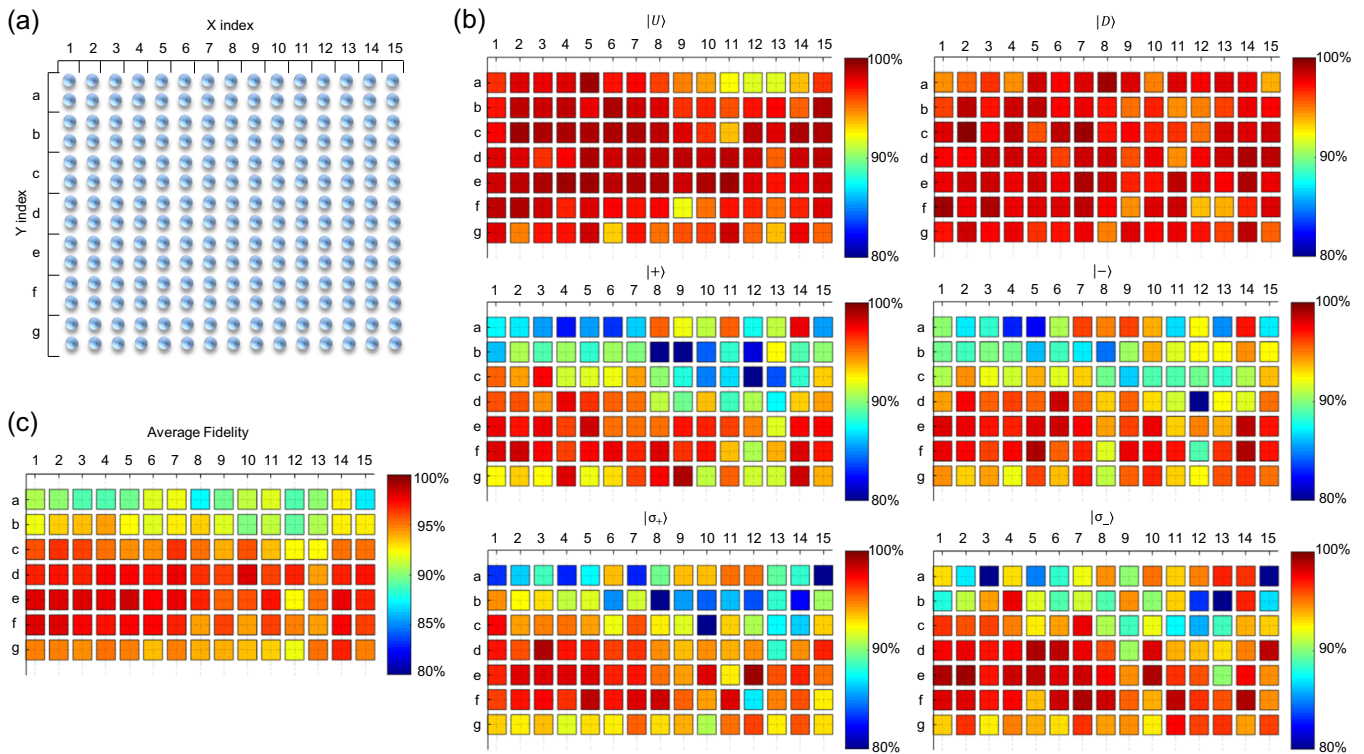 (a)
X index
1 2 3 4 5 6 7 8 9 10 11 12 13 14 15
Y index
a
b
c
d
e
f
g
(b)
|U⟩
1 2 3 4 5 6 7 8 9 10 11 12 13 14 15
a
b
c
d
e
f
g
100%
90%
80%
|D⟩
1 2 3 4 5 6 7 8 9 10 11 12 13 14 15
a
b
c
d
e
f
g
100%
90%
80%
|+⟩
1 2 3 4 5 6 7 8 9 10 11 12 13 14 15
a
b
c
d
e
f
g
100%
90%
80%
|−⟩
1 2 3 4 5 6 7 8 9 10 11 12 13 14 15
a
b
c
d
e
f
g
100%
90%
80%
|σ₊⟩
1 2 3 4 5 6 7 8 9 10 11 12 13 14 15
a
b
c
d
e
f
g
100%
90%
80%
|σ₋⟩
1 2 3 4 5 6 7 8 9 10 11 12 13 14 15
a
b
c
d
e
f
g
100%
90%
80%
(c)
Average Fidelity
1 2 3 4 5 6 7 8 9 10 11 12 13 14 15
a
b
c
d
e
f
g
100%
95%
90%
85%
80%